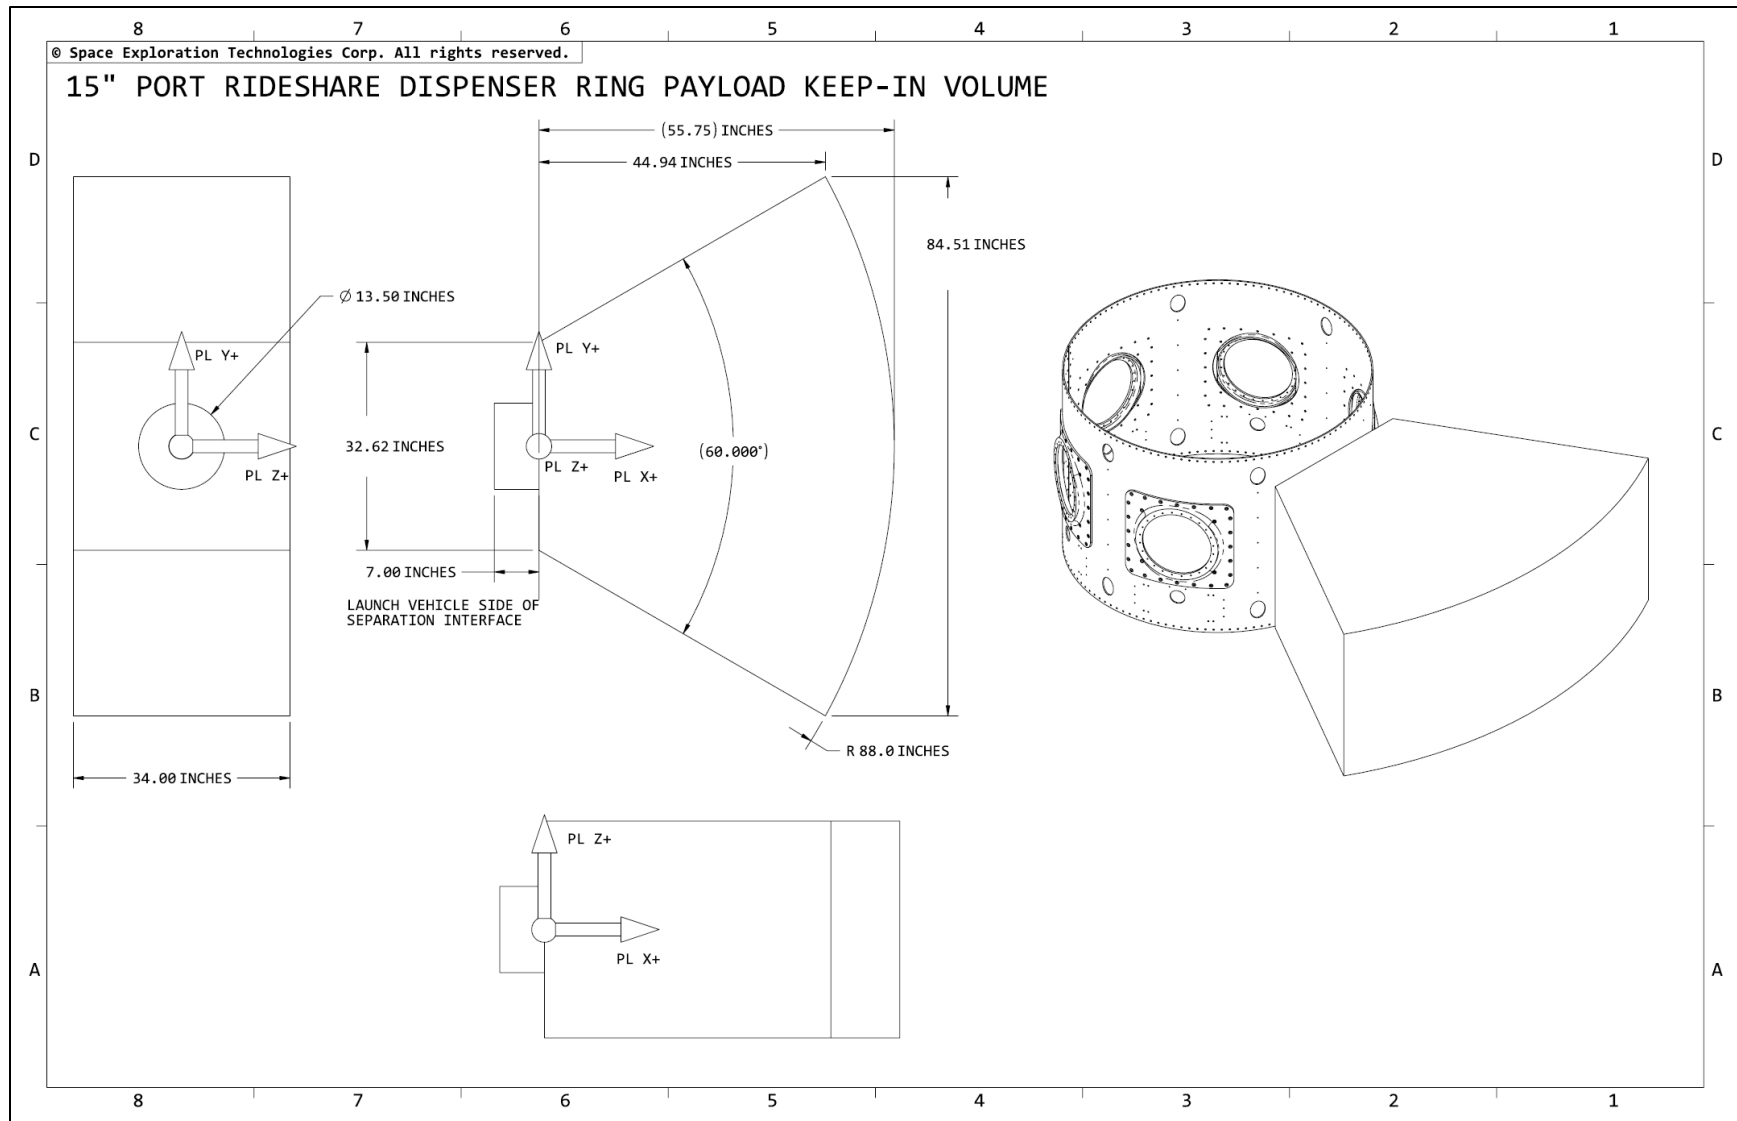 8 7 6 5 4 3 2 1
© Space Exploration Technologies Corp. All rights reserved.
15" PORT RIDESHARE DISPENSER RING PAYLOAD KEEP-IN VOLUME
(55.75) INCHES
D
44.94 INCHES
D
84.51 INCHES
Ø 13.50 INCHES
PL Y+
PL Y+
C
32.62 INCHES
(60.000°)
C
PL Z+
PL Z+
PL X+
7.00 INCHES
LAUNCH VEHICLE SIDE OF
SEPARATION INTERFACE
B
B
R 88.0 INCHES
34.00 INCHES
PL Z+
PL X+
A
A
8 7 6 5 4 3 2 1